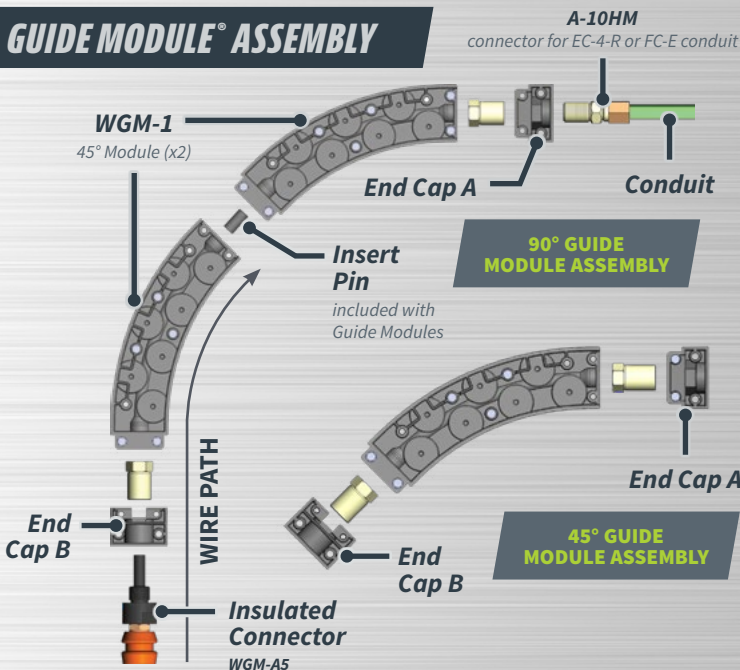 GUIDE MODULE® ASSEMBLY
A-10HM
connector for EC-4-R or FC-E conduit
WGM-1
45° Module (x2)
End Cap A
Conduit
90° GUIDE
MODULE ASSEMBLY
Insert
Pin
included with
Guide Modules
WIRE PATH
End Cap A
End
Cap B
End
Cap B
45° GUIDE
MODULE ASSEMBLY
Insulated
Connector
WGM-A5